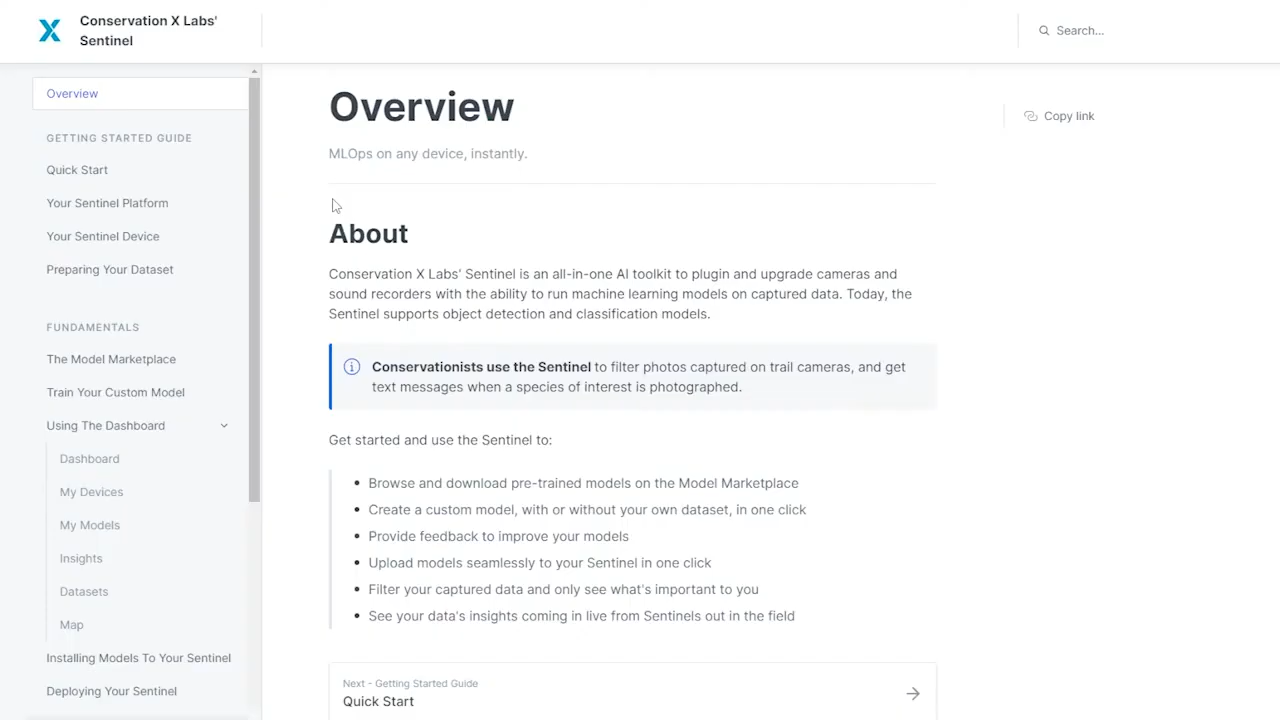 Conservation X Labs'
Sentinel
Search...
Overview
GETTING STARTED GUIDE
Quick Start
Your Sentinel Platform
Your Sentinel Device
Preparing Your Dataset
FUNDAMENTALS
The Model Marketplace
Train Your Custom Model
Using The Dashboard
Dashboard
My Devices
My Models
Insights
Datasets
Map
Installing Models To Your Sentinel
Deploying Your Sentinel
Overview
MLOps on any device, instantly.
Copy link
About
Conservation X Labs' Sentinel is an all-in-one AI toolkit to plugin and upgrade cameras and
sound recorders with the ability to run machine learning models on captured data. Today, the
Sentinel supports object detection and classification models.
Conservationists use the Sentinel to filter photos captured on trail cameras, and get
text messages when a species of interest is photographed.
Get started and use the Sentinel to:
• Browse and download pre-trained models on the Model Marketplace
• Create a custom model, with or without your own dataset, in one click
• Provide feedback to improve your models
• Upload models seamlessly to your Sentinel in one click
• Filter your captured data and only see what's important to you
• See your data's insights coming in live from Sentinels out in the field
Next - Getting Started Guide
Quick Start